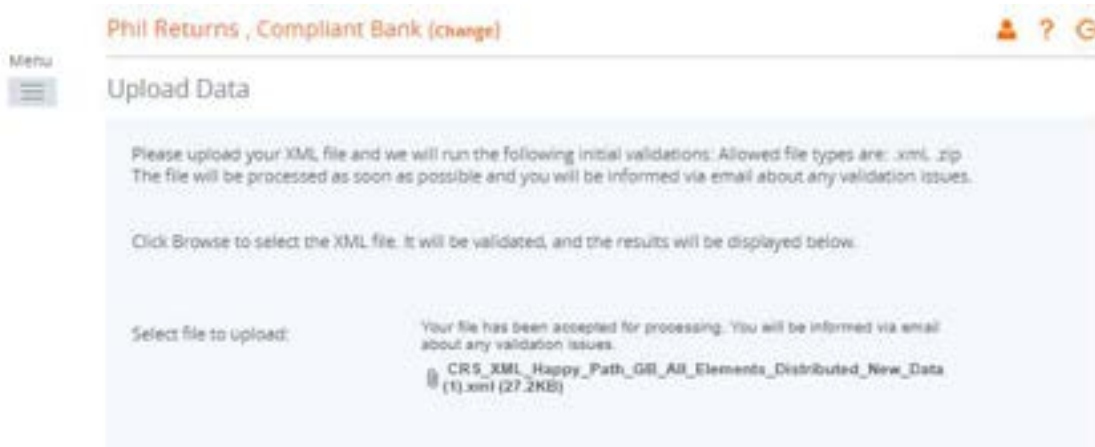 Phil Returns , Compliant Bank (Change)
?
Menu
Upload Data
Please upload your XML file and we will run the following initial validations: Allowed file types are: .xml, .zip
The file will be processed as soon as possible and you will be informed via email about any validation issues.
Click Browse to select the XML file. It will be validated, and the results will be displayed below.
Select file to upload:
Your file has been accepted for processing. You will be informed via email
about any validation issues.
CRS_XML_Happy_Path_GB_All_Elements_Distributed_New_Data
(1).xml (27.2KB)